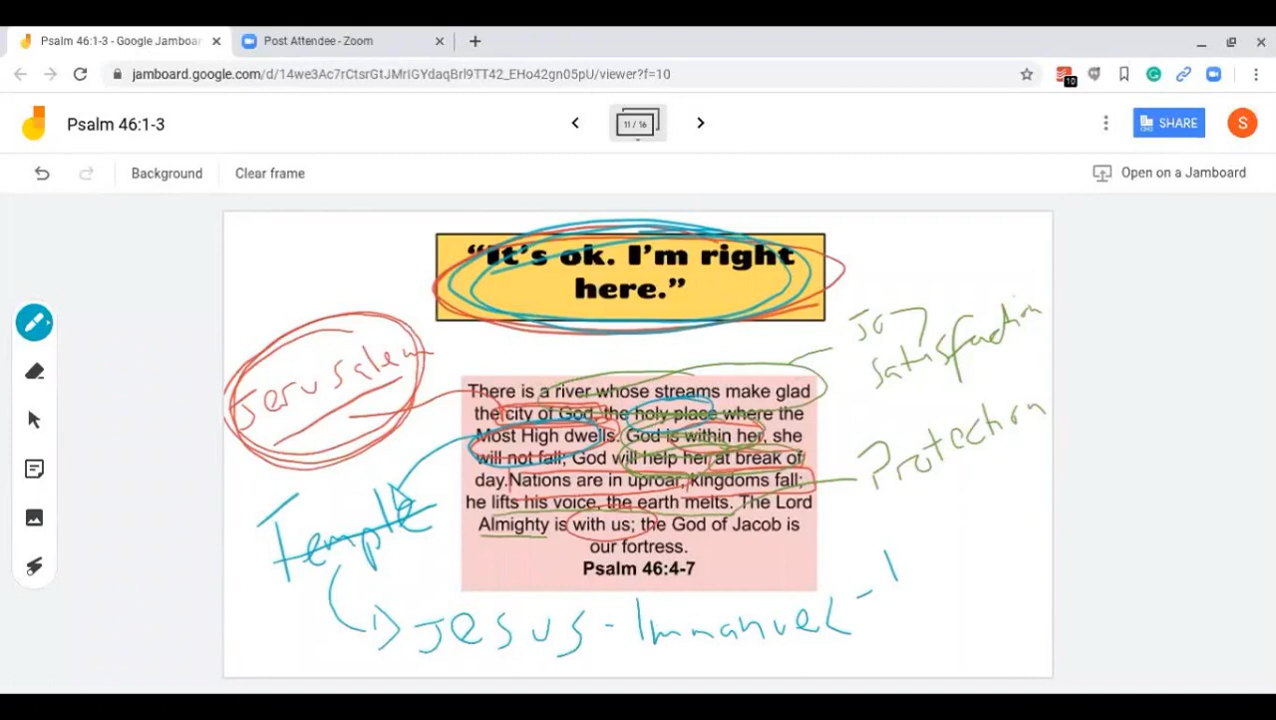 Psalm 46:1-3 - Google Jamboar
Post Attendee - Zoom
jamboard.google.com/d/14we3Ac7rCtsrGtJMrIGYdaqBrl9TT42_EHo42gn05pU/viewer?f=10
10
Psalm 46:1-3
11 / 16
SHARE
S
Background
Clear frame
Open on a Jamboard
“It’s ok. I’m right
here.”
Joy
satisfaction
Jerusalem
There is a river whose streams make glad
the city of God, the holy place where the
Most High dwells. God is within her, she
will not fall; God will help her at break of
day.Nations are in uproar, kingdoms fall;
he lifts his voice, the earth melts. The Lord
Almighty is with us; the God of Jacob is
our fortress.
Psalm 46:4-7
Protection
Temple
Jesus - Immanuel -